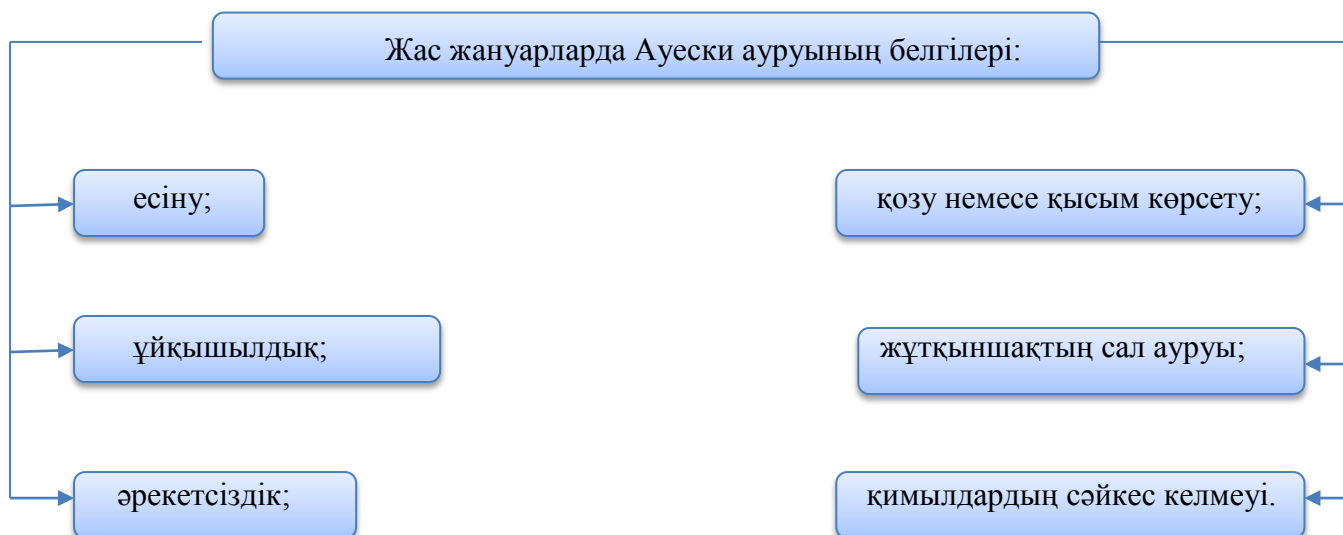 Жас жануарларда Ауески ауруының белгілері:
есіну;
қозу немесе қысым көрсету;
ұйқышылдық;
жұтқыншақтың сал ауруы;
әрекетсіздік;
қимылдардың сәйкес келмеуі.